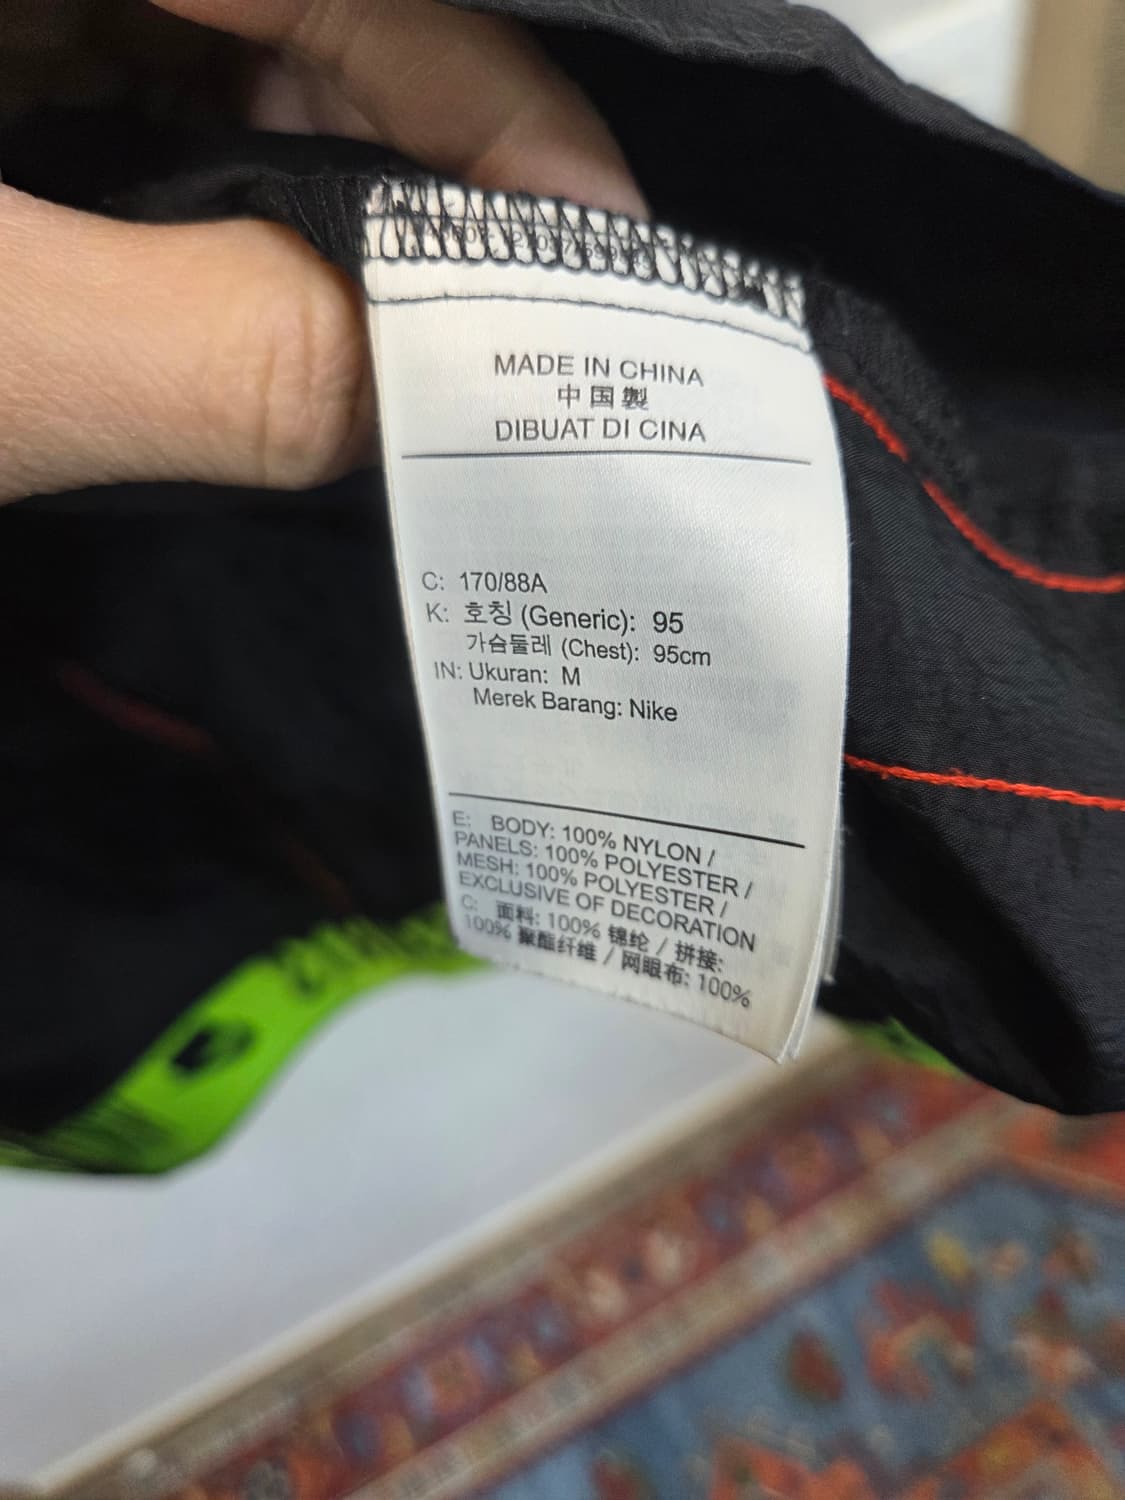 MADE IN CHINA
中国製
DIBUAT DI CINA
C: 170/88A
K: 호칭 (Generic): 95
가슴둘레 (Chest): 95cm
IN: Ukuran: M
Merek Barang: Nike
E: BODY: 100% NYLON /
PANELS: 100% POLYESTER /
MESH: 100% POLYESTER /
EXCLUSIVE OF DECORATION
C: 面料: 100% 锦纶 / 拼接:
100% 聚酯纤维 / 网眼布: 100%